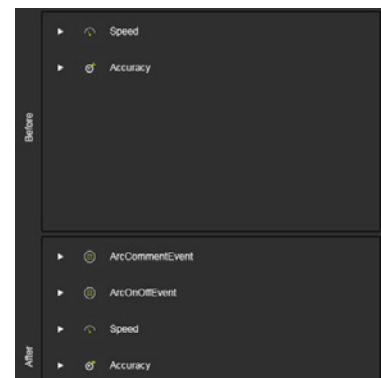 Before
Speed
Accuracy
After
ArcCommentEvent
ArcOnOffEvent
Speed
Accuracy